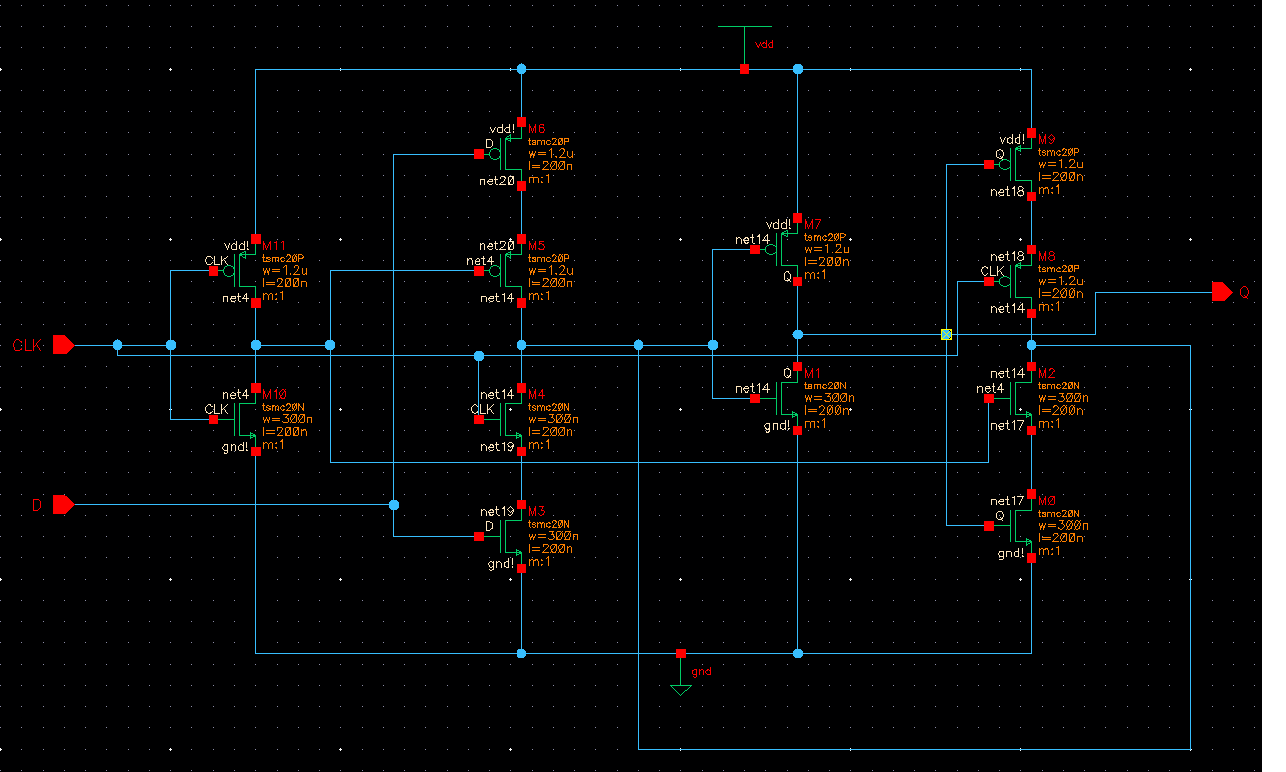 vdd
vdd! M6
D tsmc20P
w=1.2u
l=200n
net20 m:1
vdd! M9
Q tsmc20P
w=1.2u
l=200n
net18 m:1
vdd! M11
CLK tsmc20P
w=1.2u
l=200n
net4 m:1
net20 M5
net4 tsmc20P
w=1.2u
l=200n
net14 m:1
vdd! M7
net14 tsmc20P
w=1.2u
l=200n
Q m:1
net18 M8
CLK tsmc20P
w=1.2u
l=200n
net14 m:1
Q
CLK
net4 M10
CLK tsmc20N
w=300n
l=200n
gnd! m:1
net14 M4
CLK tsmc20N
w=300n
l=200n
net19 m:1
Q M1
net14 tsmc20N
w=300n
l=200n
gnd! m:1
net14 M2
net4 tsmc20N
w=300n
l=200n
net17 m:1
D
net19 M3
D tsmc20N
w=300n
l=200n
gnd! m:1
net17 M0
Q tsmc20N
w=300n
l=200n
gnd! m:1
gnd